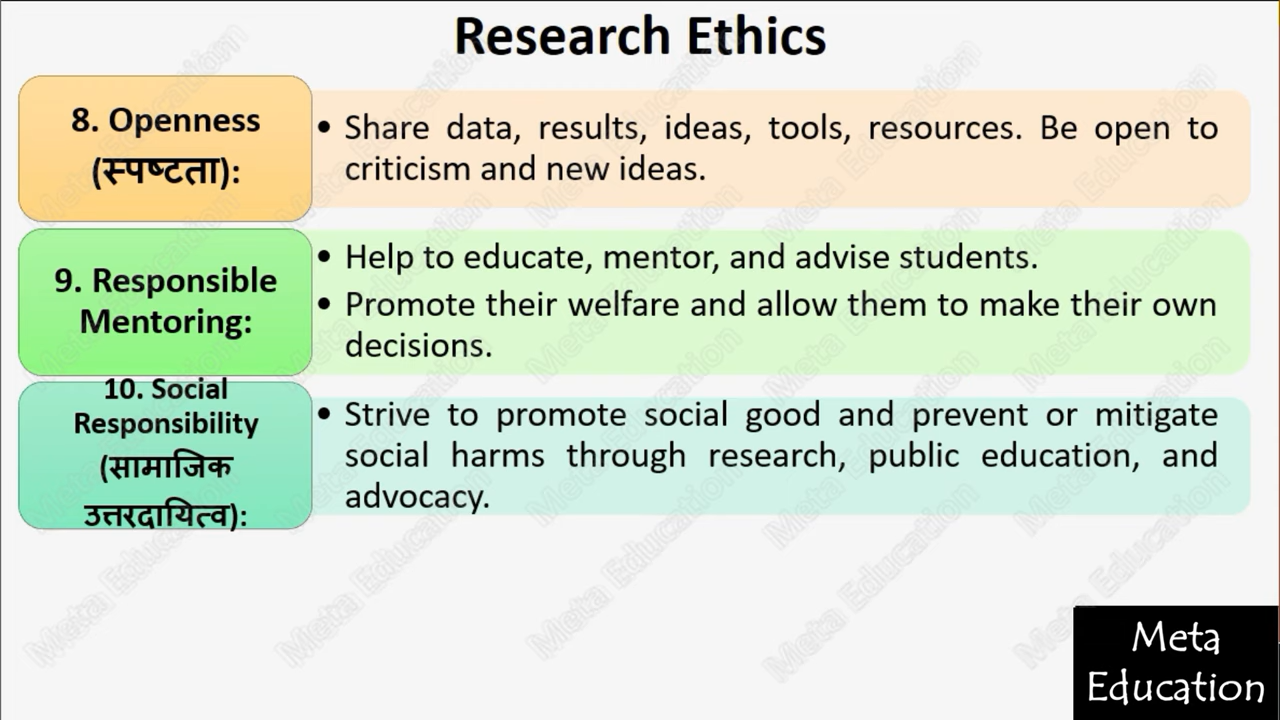 Research Ethics
8. Openness
(स्पष्टता):
• Share data, results, ideas, tools, resources. Be open to
criticism and new ideas.
9. Responsible
Mentoring:
• Help to educate, mentor, and advise students.
• Promote their welfare and allow them to make their own
decisions.
10. Social
Responsibility
(सामाजिक
उत्तरदायित्व):
• Strive to promote social good and prevent or mitigate
social harms through research, public education, and
advocacy.
Meta
Education